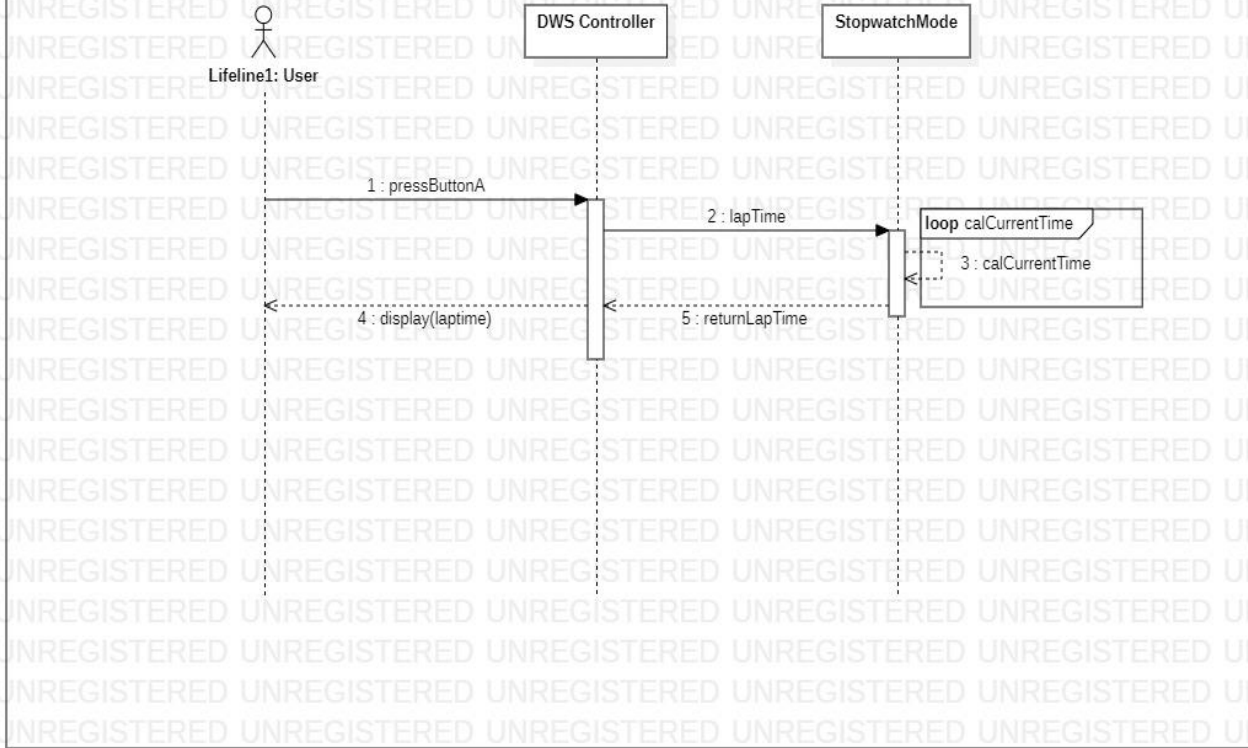 DWS Controller
StopwatchMode
Lifeline1: User
1 : pressButtonA
2 : lapTime
loop calCurrentTime
3 : calCurrentTime
4 : display(laptime)
5 : returnLapTime
UNREGISTERED UNREGISTERED UNREGISTERED UNREGISTERED UNREGISTERED